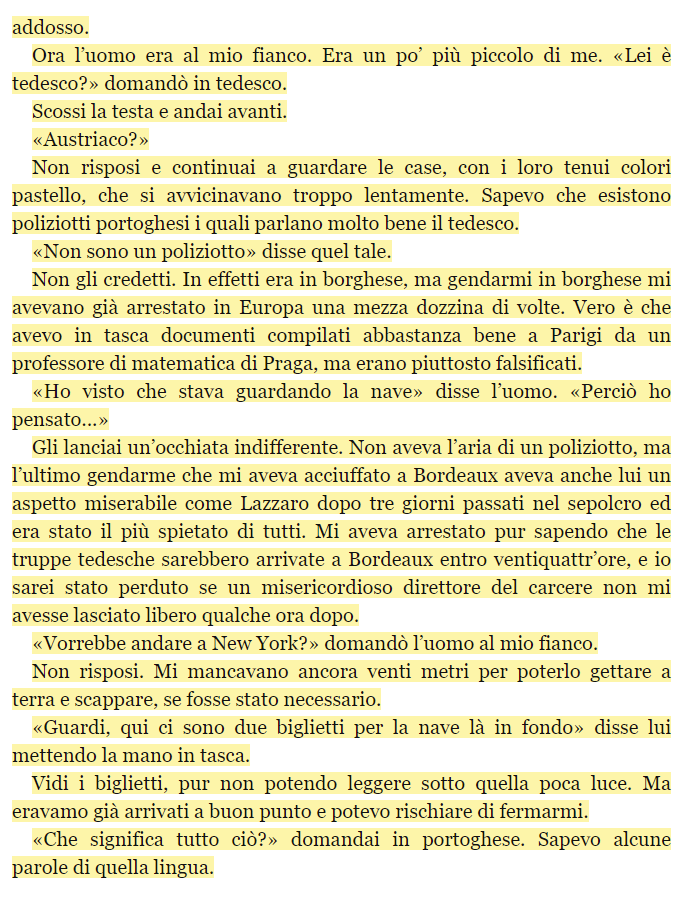 addosso.
Ora l’uomo era al mio fianco. Era un po’ più piccolo di me. «Lei è
tedesco?» domandò in tedesco.
Scossi la testa e andai avanti.
«Austriaco?»
Non risposi e continuai a guardare le case, con i loro tenui colori
pastello, che si avvicinavano troppo lentamente. Sapevo che esistono
poliziotti portoghesi i quali parlano molto bene il tedesco.
«Non sono un poliziotto» disse quel tale.
Non gli credetti. In effetti era in borghese, ma gendarmi in borghese mi
avevano già arrestato in Europa una mezza dozzina di volte. Vero è che
avevo in tasca documenti compilati abbastanza bene a Parigi da un
professore di matematica di Praga, ma erano piuttosto falsificati.
«Ho visto che stava guardando la nave» disse l’uomo. «Perciò ho
pensato...»
Gli lanciai un’occhiata indifferente. Non aveva l’aria di un poliziotto, ma
l’ultimo gendarme che mi aveva acciuffato a Bordeaux aveva anche lui un
aspetto miserabile come Lazzaro dopo tre giorni passati nel sepolcro ed
era stato il più spietato di tutti. Mi aveva arrestato pur sapendo che le
truppe tedesche sarebbero arrivate a Bordeaux entro ventiquattr’ore, e io
sarei stato perduto se un misericordioso direttore del carcere non mi
avesse lasciato libero qualche ora dopo.
«Vorrebbe andare a New York?» domandò l’uomo al mio fianco.
Non risposi. Mi mancavano ancora venti metri per poterlo gettare a
terra e scappare, se fosse stato necessario.
«Guardi, qui ci sono due biglietti per la nave là in fondo» disse lui
mettendo la mano in tasca.
Vidi i biglietti, pur non potendo leggere sotto quella poca luce. Ma
eravamo già arrivati a buon punto e potevo rischiare di fermarmi.
«Che significa tutto ciò?» domandai in portoghese. Sapevo alcune
parole di quella lingua.